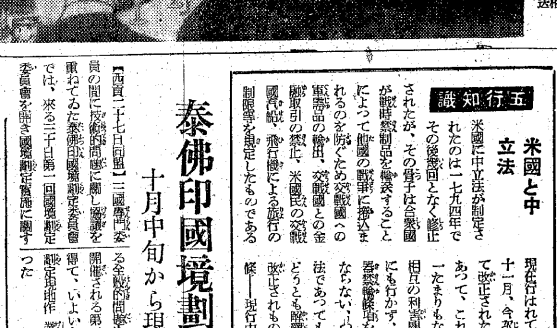 五行知識
米國と中
立法
米國に中立法が制定さ
れたのは一七九四年で
その後幾回となく修正
されたが、その骨子は合衆國
が戰時禁制品を輸送すること
によつて他國の戰爭に捲込ま
れるのを防ぐため交戰國への
軍需品の輸出、交戰國との金
融取引の禁止、米國民の交戰
國汽船、飛行機による旅行の
制限等を規定したものである
現在行はれて
十一月、今次
て改正された
あつて、こ
一たまりもな
相互の利害關
にも行かず、
器禁輸條項を
ならない、
法であつても
どうとも解釋
改正されもの
條―現行中
泰佛印國境劃
十月中旬から現
【西貢二十七日同盟】三國專門委
員の間に技術的問題に關し協議を
重ねてゐた泰佛印國境劃定委員會
では、來る三十日第一回國境劃定
委員會を開き國境劃定實施に關す
る全般的問題
開催される第
得て、いよい
劃定現地作業
つた